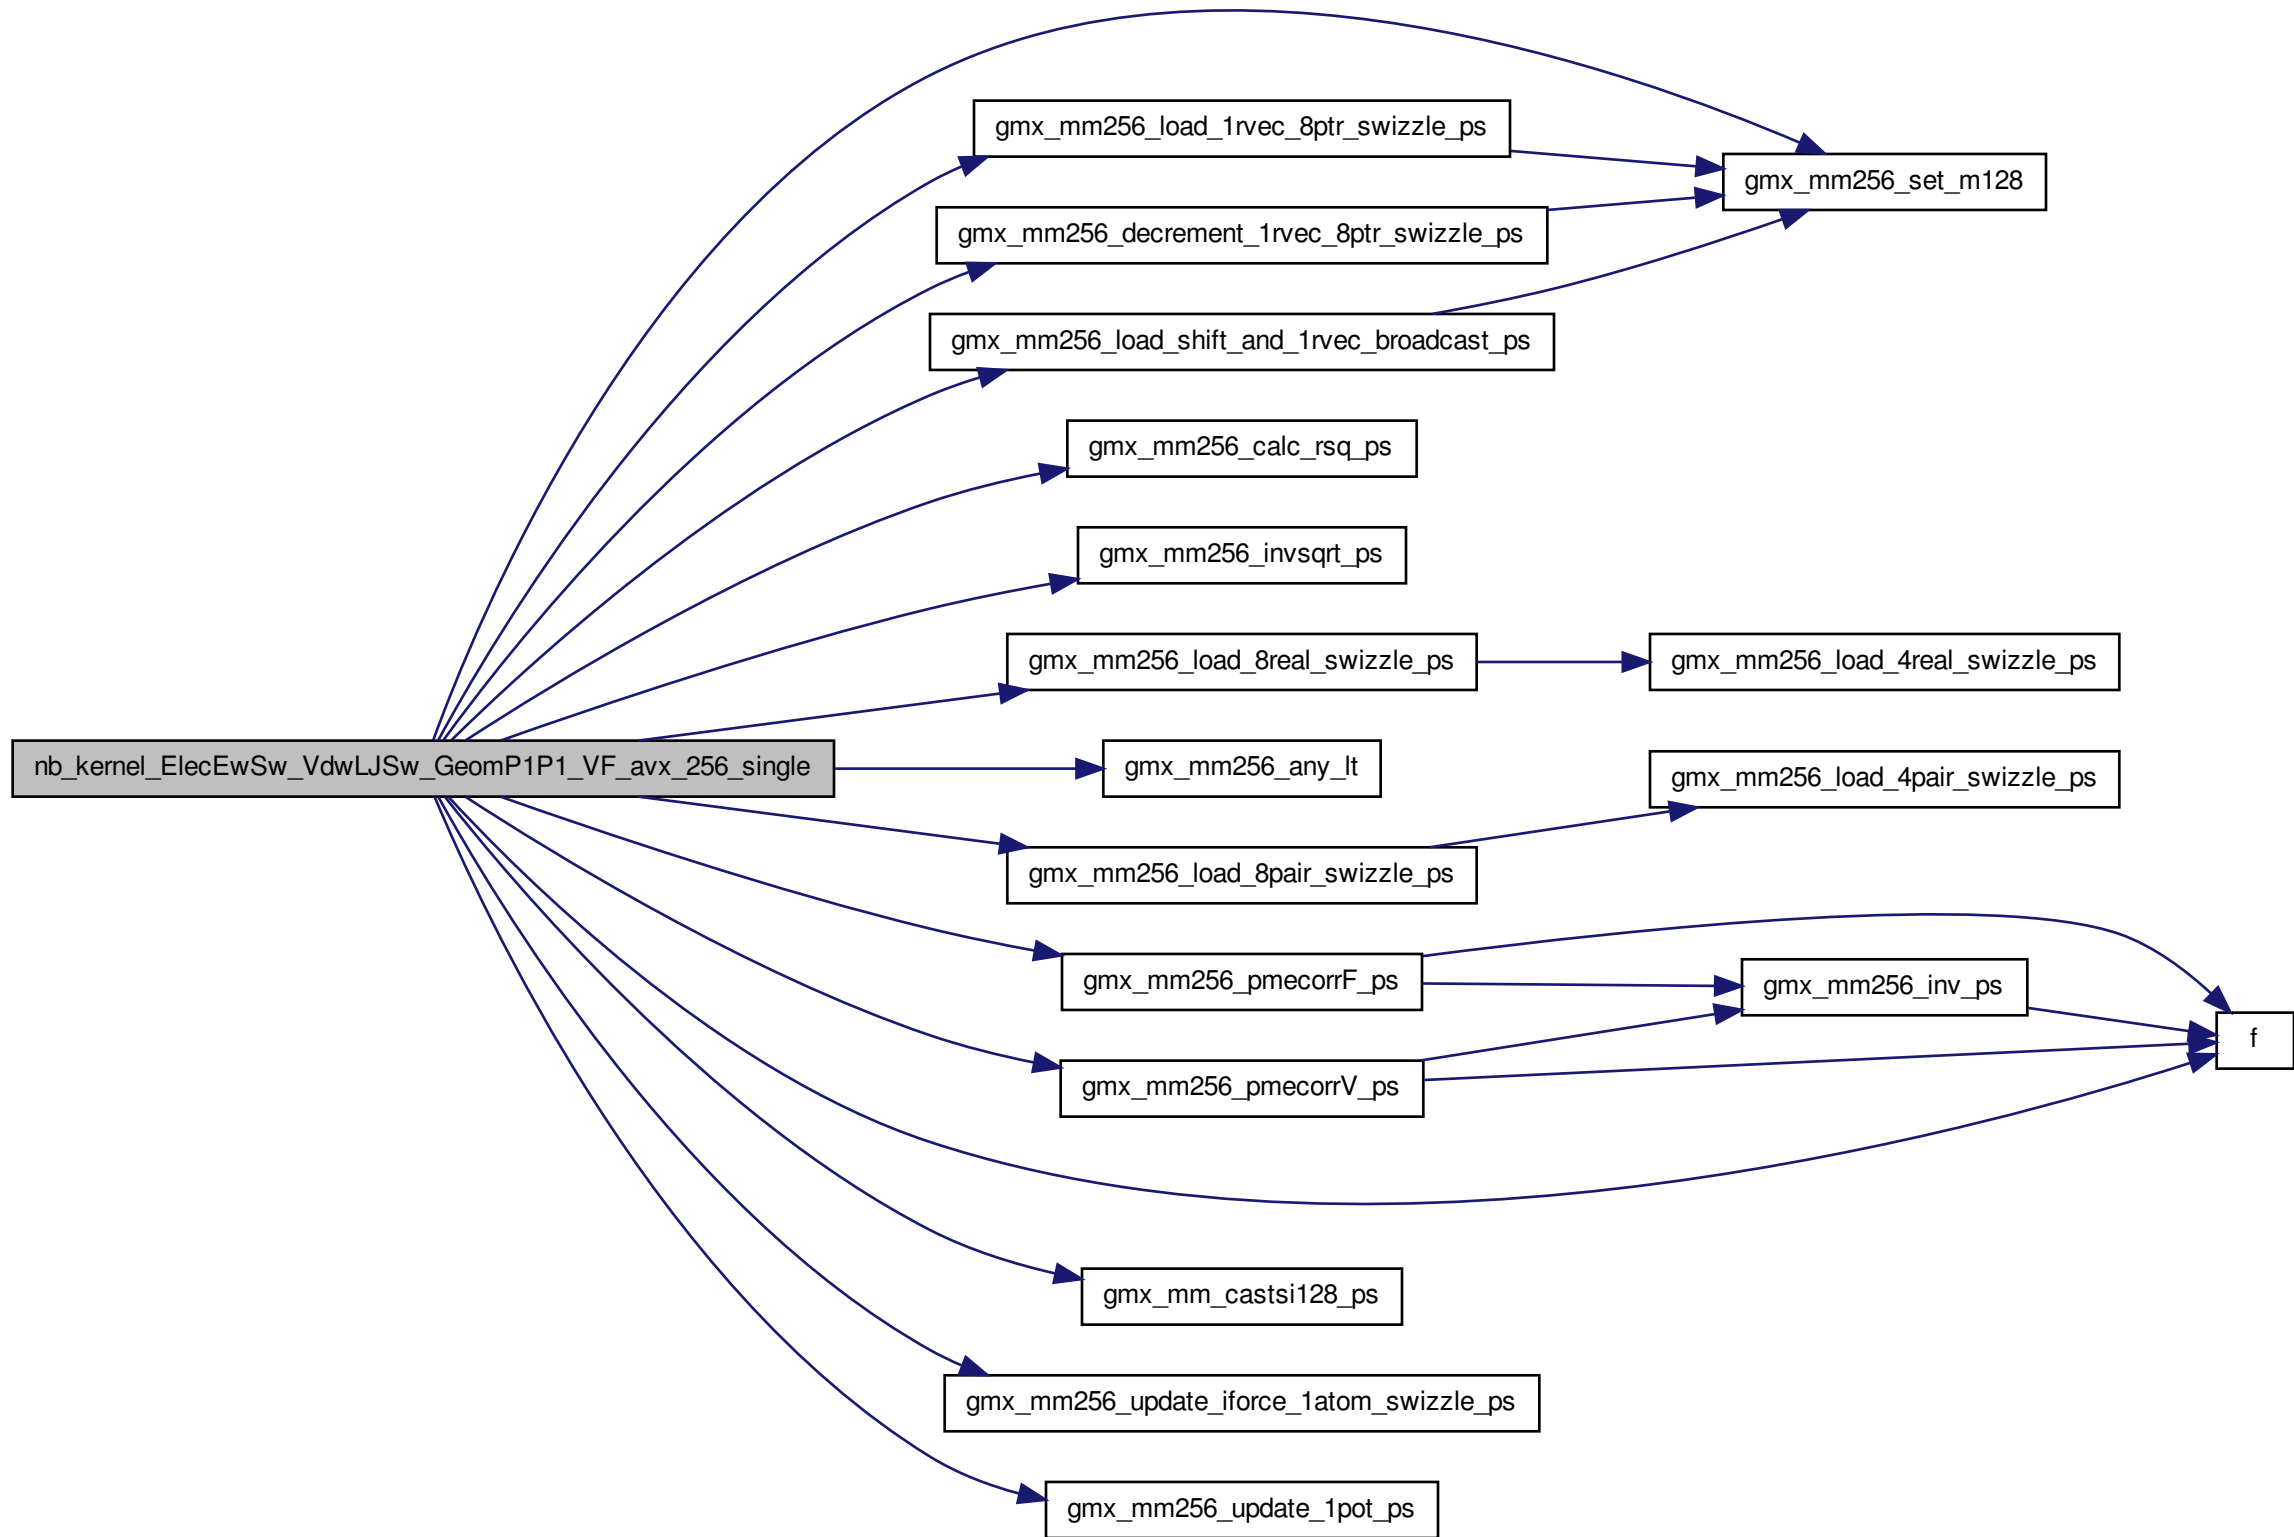 gmx_mm256_load_1rvec_8ptr_swizzle_ps
gmx_mm256_set_m128
gmx_mm256_decrement_1rvec_8ptr_swizzle_ps
gmx_mm256_load_shift_and_1rvec_broadcast_ps
gmx_mm256_calc_rsq_ps
gmx_mm256_invsqrt_ps
gmx_mm256_load_8real_swizzle_ps
gmx_mm256_load_4real_swizzle_ps
nb_kernel_ElecEwSw_VdwLJSw_GeomP1P1_VF_avx_256_single
gmx_mm256_any_lt
gmx_mm256_load_4pair_swizzle_ps
gmx_mm256_load_8pair_swizzle_ps
gmx_mm256_pmecorrF_ps
gmx_mm256_inv_ps
f
gmx_mm256_pmecorrV_ps
gmx_mm_castsi128_ps
gmx_mm256_update_iforce_1atom_swizzle_ps
gmx_mm256_update_1pot_ps